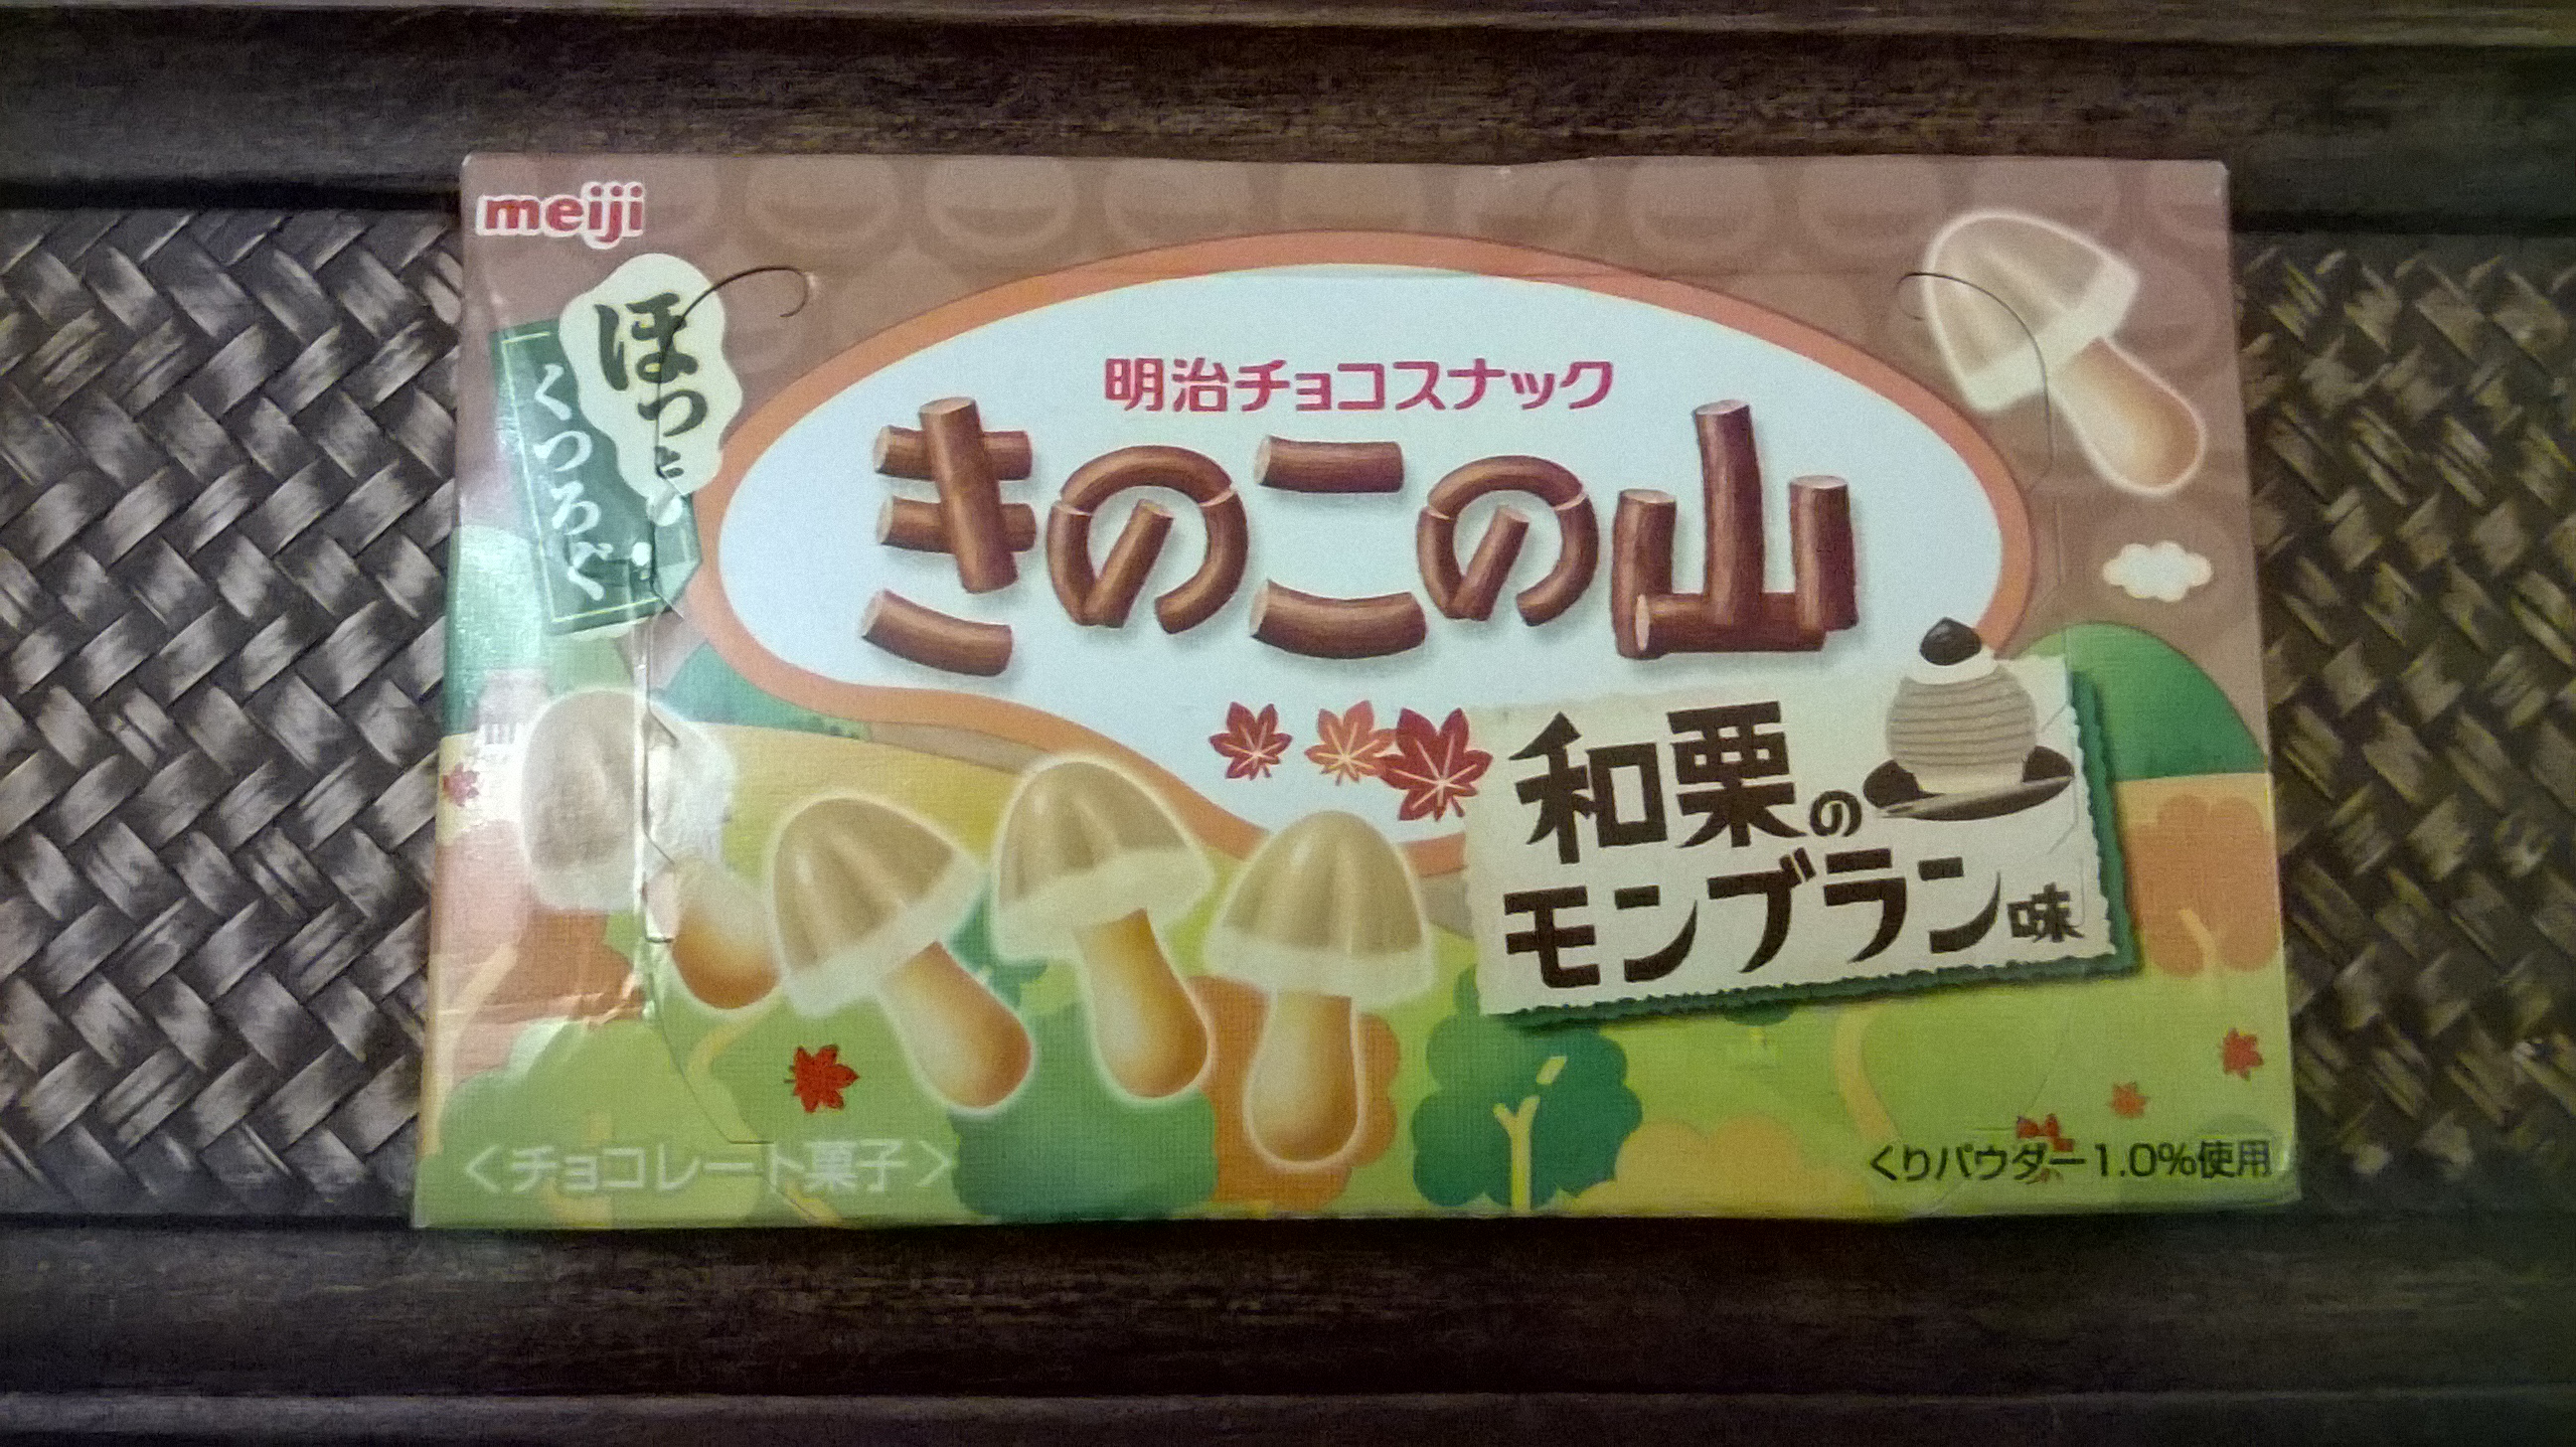 meiji
ほっと
くつろぐ
明治チョコスナック
きのこの山
和栗の
モンブラン味
<チョコレート菓子>
くりパウダー1.0%使用